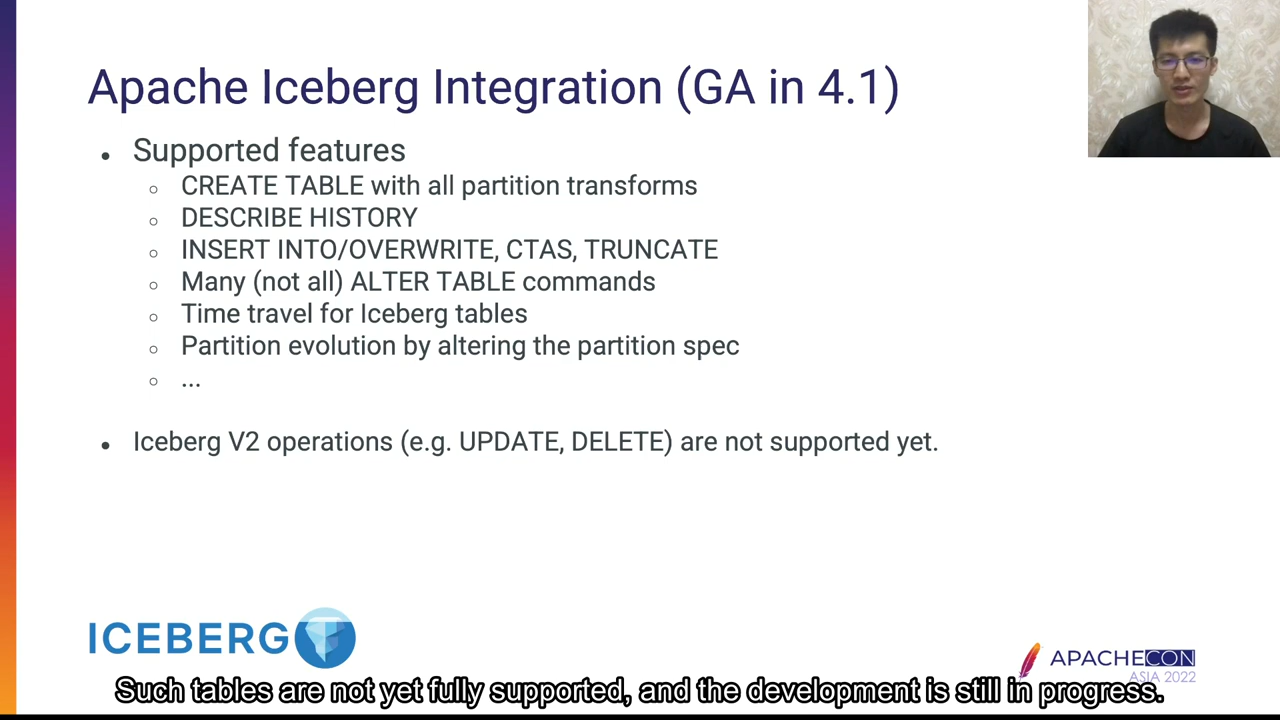 Apache Iceberg Integration (GA in 4.1)
• Supported features
○ CREATE TABLE with all partition transforms
○ DESCRIBE HISTORY
○ INSERT INTO/OVERWRITE, CTAS, TRUNCATE
○ Many (not all) ALTER TABLE commands
○ Time travel for Iceberg tables
○ Partition evolution by altering the partition spec
○ ...
• Iceberg V2 operations (e.g. UPDATE, DELETE) are not supported yet.
ICEBERG
APACHECON
ASIA 2022
Such tables are not yet fully supported, and the development is still in progress.